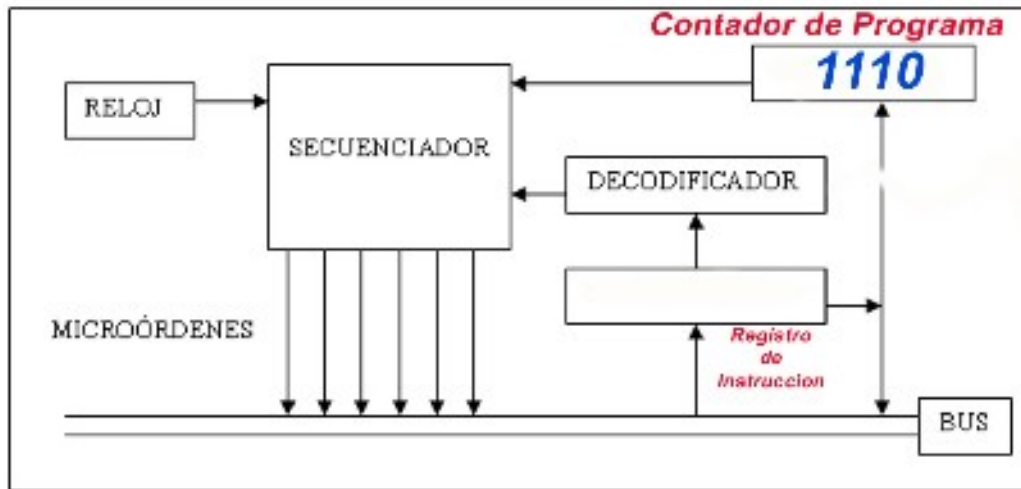 Contador de Programa
1110
RELOJ
SECUENCIADOR
DECODIFICADOR
MICROÓRDENES
Registro
de
Instruccion
BUS